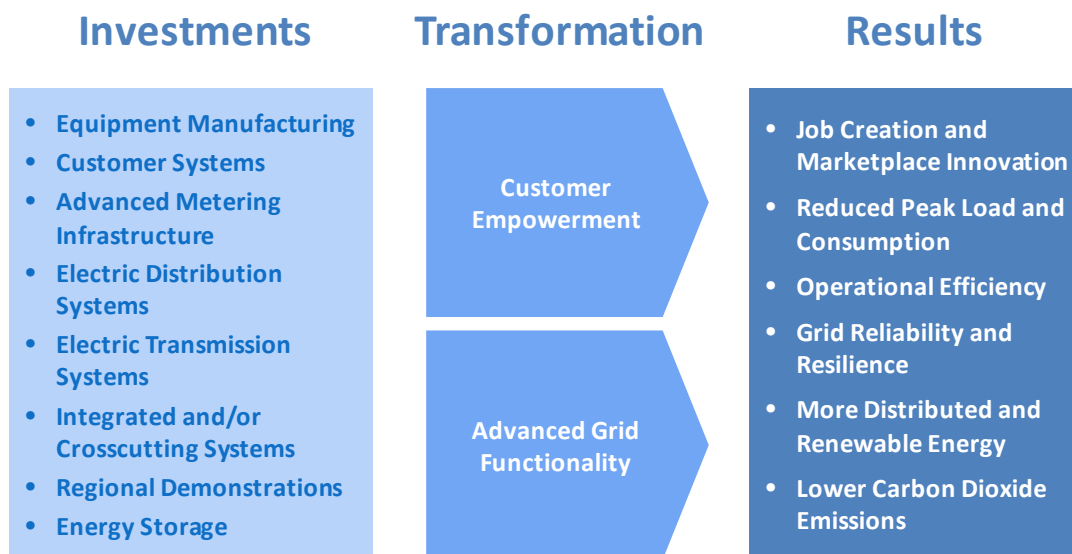 Investments
• Equipment Manufacturing
• Customer Systems
• Advanced Metering
Infrastructure
• Electric Distribution
Systems
• Electric Transmission
Systems
• Integrated and/or
Crosscutting Systems
• Regional Demonstrations
• Energy Storage
Transformation
Customer
Empowerment
Advanced Grid
Functionality
Results
• Job Creation and
Marketplace Innovation
• Reduced Peak Load and
Consumption
• Operational Efficiency
• Grid Reliability and
Resilience
• More Distributed and
Renewable Energy
• Lower Carbon Dioxide
Emissions